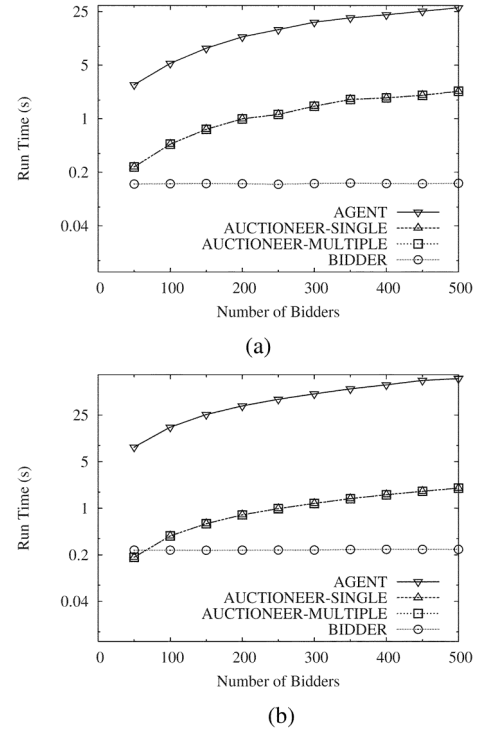 25
5
1
0.2
0.04
Run Time (s)
AGENT
AUCTIONEER-SINGLE
AUCTIONEER-MULTIPLE
BIDDER
0 100 200 300 400 500
Number of Bidders
(a)
25
5
1
0.2
0.04
Run Time (s)
AGENT
AUCTIONEER-SINGLE
AUCTIONEER-MULTIPLE
BIDDER
0 100 200 300 400 500
Number of Bidders
(b)